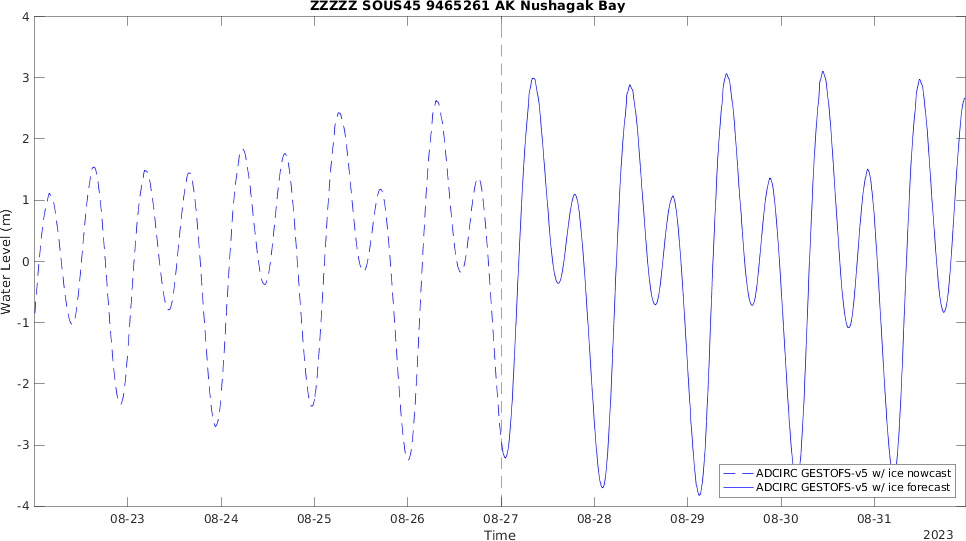 ZZZZZ SOUS45 9465261 AK Nushagak Bay
4
3
2
1
0
-1
-2
-3
-4
Water Level (m)
ADCIRC GESTOFS-v5 w/ ice nowcast
ADCIRC GESTOFS-v5 w/ ice forecast
08-23 08-24 08-25 08-26 08-27 08-28 08-29 08-30 08-31
Time
2023